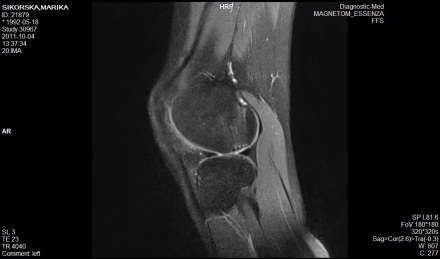 SIKORSKA,MARIKA
ID: 21879
* 1992-05-18
Study 30967
2011-10-04
13:37:34
20 IMA
HRP
Diagnostic-Med
MAGNETOM_ESSENZA
FFS
AR
SL 3
TE 23
TR 4040
Comment: left
SP L81.6
FoV 180*180
320*320s
Sag>Cor(2.6)>Tra(-0.3)
W: 607
C: 277